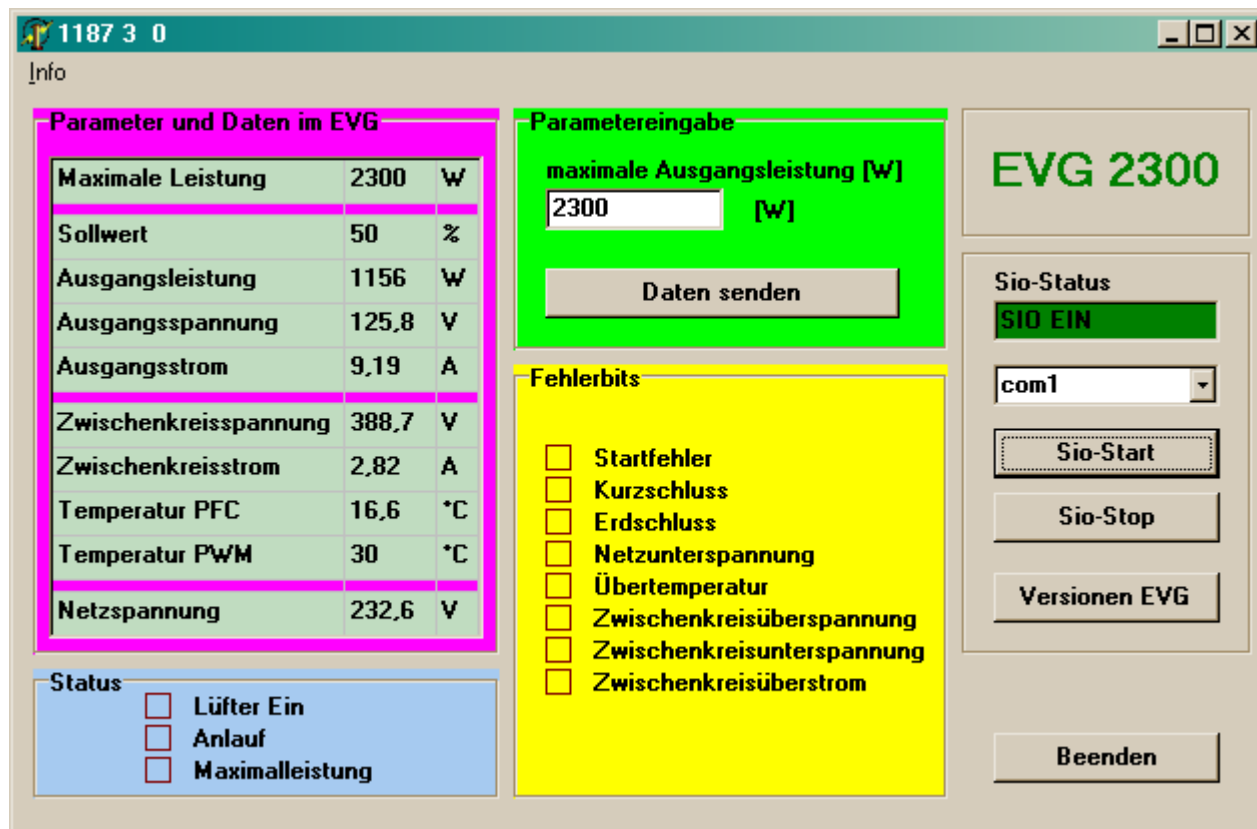 1187 3 0
Info
Parameter und Daten im EVG
Maximale Leistung 2300 W
Sollwert 50 %
Ausgangsleistung 1156 W
Ausgangsspannung 125,8 V
Ausgangsstrom 9,19 A
Zwischenkreisspannung 388,7 V
Zwischenkreisstrom 2,82 A
Temperatur PFC 16,6 °C
Temperatur PWM 30 °C
Netzspannung 232,6 V
Status
Lüfter Ein
Anlauf
Maximalleistung
Parametereingabe
maximale Ausgangsleistung [W]
2300 [W]
Daten senden
Fehlerbits
Startfehler
Kurzschluss
Erdschluss
Netzunterspannung
Übertemperatur
Zwischenkreisüberspannung
Zwischenkreisunterspannung
Zwischenkreisüberstrom
EVG 2300
Sio-Status
SIO EIN
com1
Sio-Start
Sio-Stop
Versionen EVG
Beenden